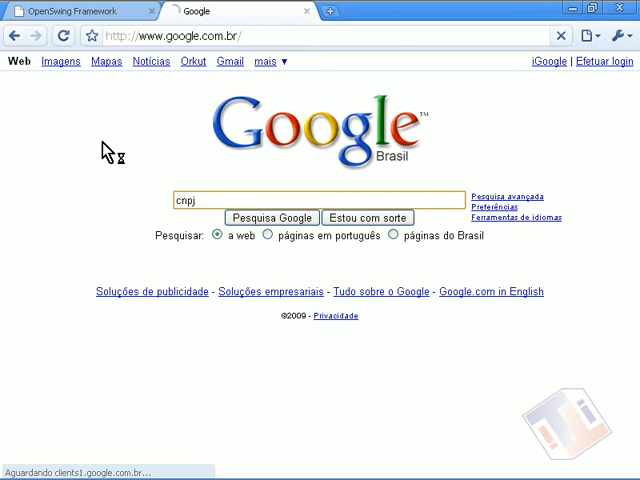 OpenSwing Framework
Google
http://www.google.com.br/
Web Imagens Mapas Notícias Orkut Gmail mais ▼ iGoogle | Efetuar login
Google™
Brasil
cnpj
Pesquisa avançada
Preferências
Ferramentas de idiomas
Pesquisa Google Estou com sorte
Pesquisar: a web páginas em português páginas do Brasil
Soluções de publicidade - Soluções empresariais - Tudo sobre o Google - Google.com in English
©2009 - Privacidade
Aguardando clients1.google.com.br...